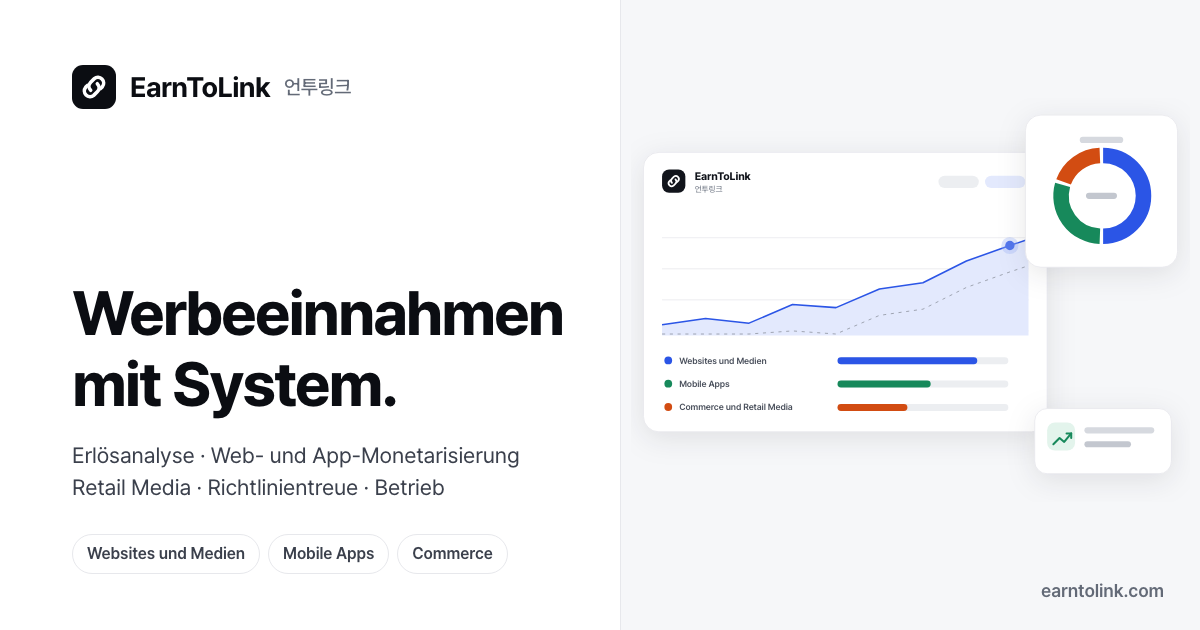 EarnToLink 언투링크
Werbeeinnahmen
mit System.
Erlösanalyse · Web- und App-Monetarisierung
Retail Media · Richtlinientreue · Betrieb
Websites und Medien
Mobile Apps
Commerce
EarnToLink
언투링크
Websites und Medien
Mobile Apps
Commerce und Retail Media
earntolink.com